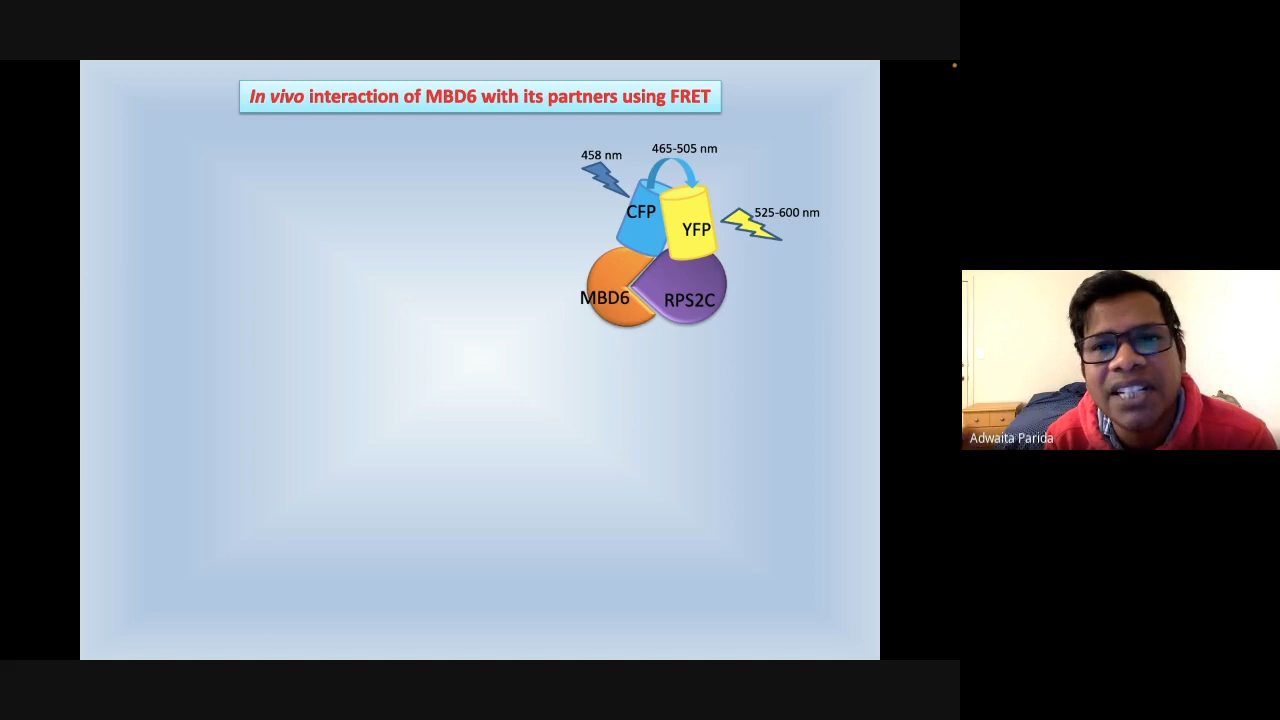 In vivo interaction of MBD6 with its partners using FRET
458 nm
465-505 nm
CFP
YFP
525-600 nm
MBD6
RPS2C
Adwaita Parida